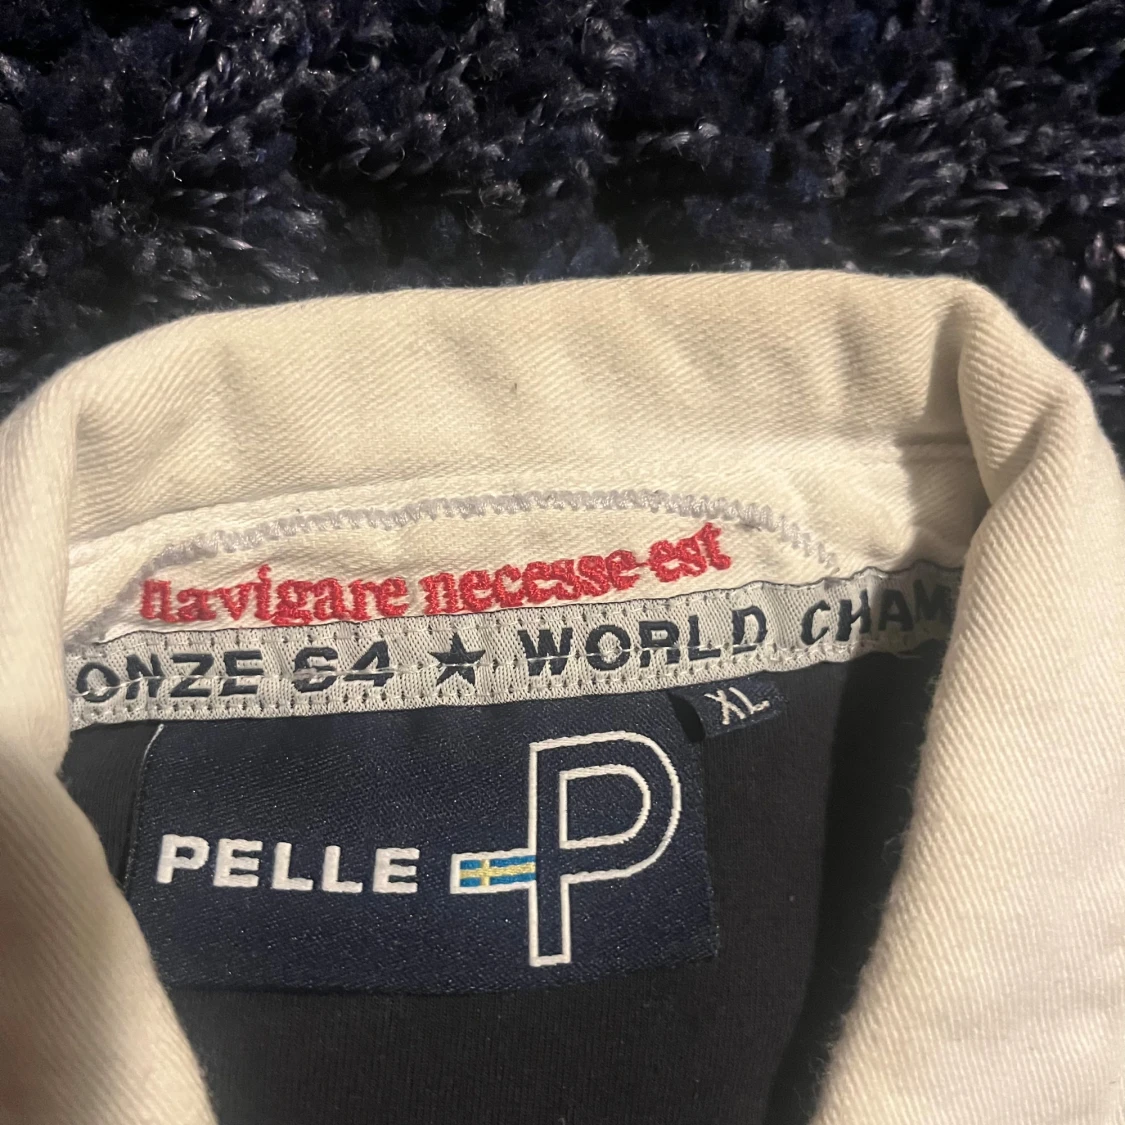 navigare necesse est
ONZE 64 ★ WORLD CHAM
XL
PELLE P